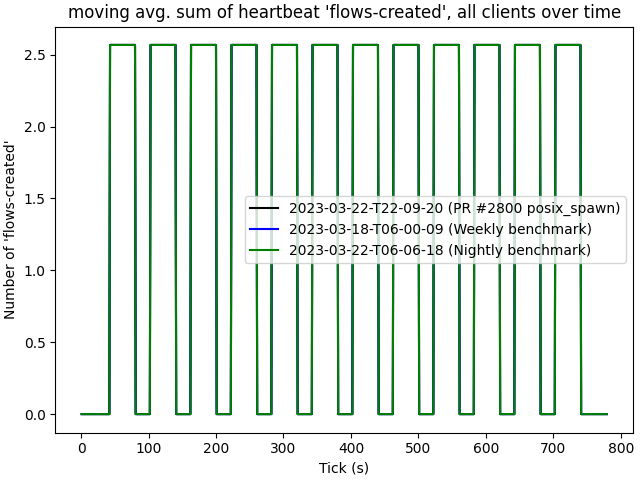 moving avg. sum of heartbeat 'flows-created', all clients over time
Number of 'flows-created'
2.5
2.0
1.5
1.0
0.5
0.0
2023-03-22-T22-09-20 (PR #2800 posix_spawn)
2023-03-18-T06-00-09 (Weekly benchmark)
2023-03-22-T06-06-18 (Nightly benchmark)
0 100 200 300 400 500 600 700 800
Tick (s)